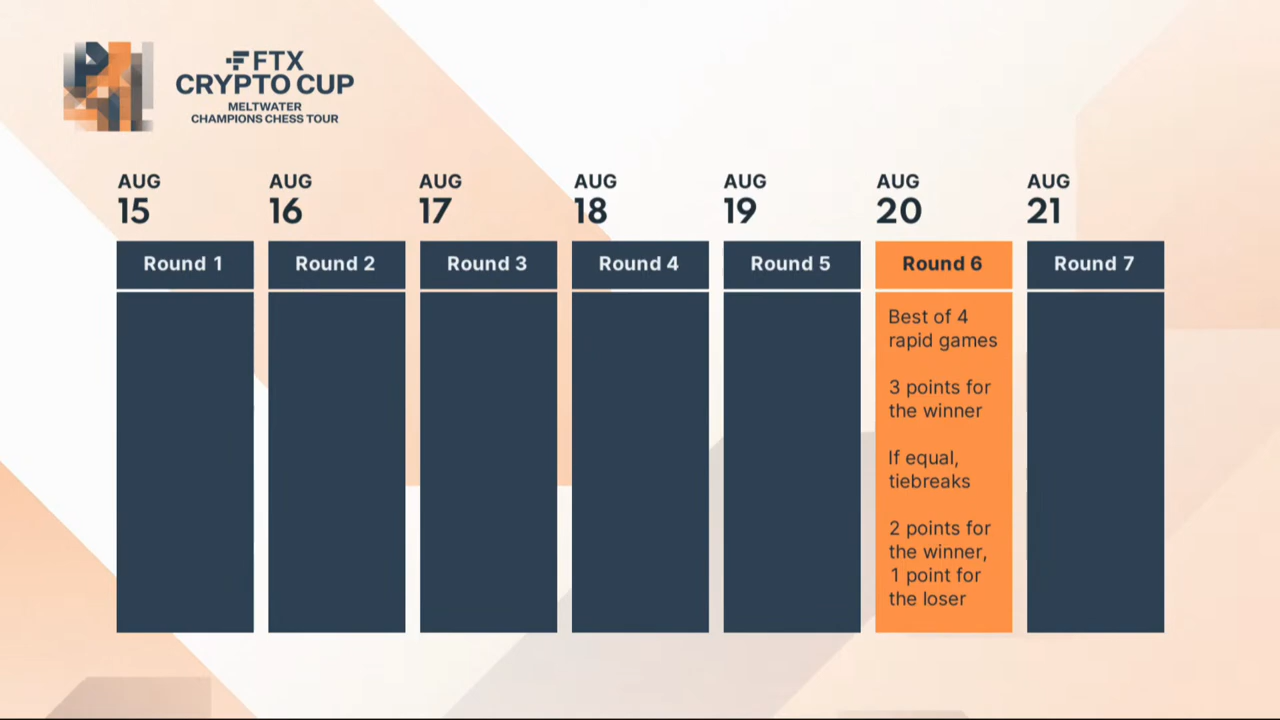 FTX
CRYPTO CUP
MELTWATER
CHAMPIONS CHESS TOUR
AUG
15
AUG
16
AUG
17
AUG
18
AUG
19
AUG
20
AUG
21
Round 1
Round 2
Round 3
Round 4
Round 5
Round 6
Round 7
Best of 4
rapid games
3 points for
the winner
If equal,
tiebreaks
2 points for
the winner,
1 point for
the loser